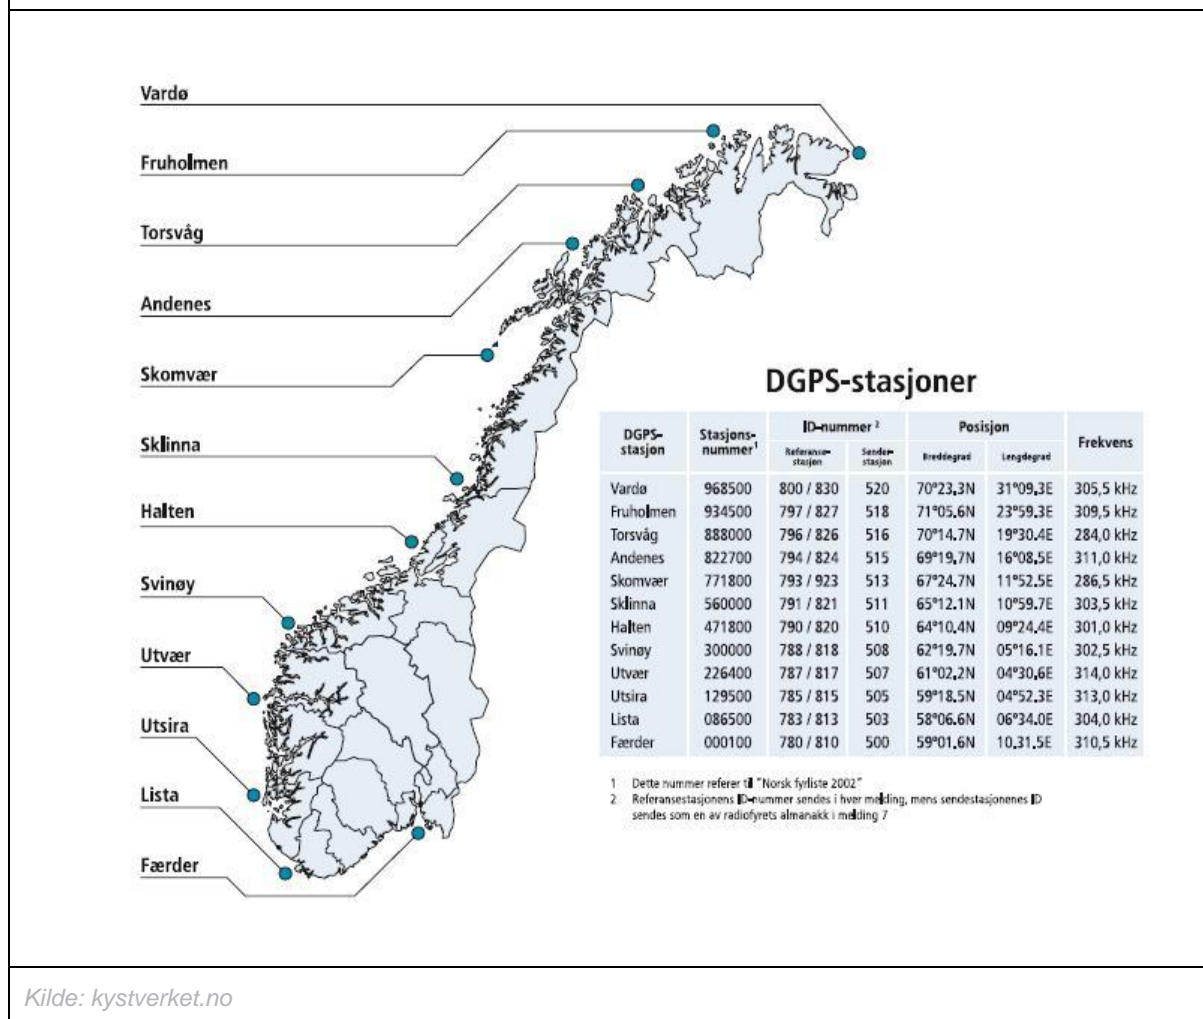 Vardø
Fruholmen
Torsvåg
Andenes
Skomvær
Sklinna
Halten
Svinøy
Utvær
Utsira
Lista
Færder
DGPS-stasjoner
DGPS-stasjon Stasjons-nummer¹ ID-nummer ² Posisjon Frekvens
Referanse-stasjon Sender-stasjon Breddegrad Lengdegrad
Vardø 968500 800 / 830 520 70°23,3N 31°09,3E 305,5 kHz
Fruholmen 934500 797 / 827 518 71°05,6N 23°59,3E 309,5 kHz
Torsvåg 888000 796 / 826 516 70°14,7N 19°30,4E 284,0 kHz
Andenes 822700 794 / 824 515 69°19,7N 16°08,5E 311,0 kHz
Skomvær 771800 793 / 923 513 67°24,7N 11°52,5E 286,5 kHz
Sklinna 560000 791 / 821 511 65°12,1N 10°59,7E 303,5 kHz
Halten 471800 790 / 820 510 64°10,4N 09°24,4E 301,0 kHz
Svinøy 300000 788 / 818 508 62°19,7N 05°16,1E 302,5 kHz
Utvær 226400 787 / 817 507 61°02,2N 04°30,6E 314,0 kHz
Utsira 129500 785 / 815 505 59°18,5N 04°52,3E 313,0 kHz
Lista 086500 783 / 813 503 58°06,6N 06°34,0E 304,0 kHz
Færder 000100 780 / 810 500 59°01,6N 10,31,5E 310,5 kHz
1 Dette nummer referer til "Norsk fyrliste 2002"
2 Referansestasjonens ID-nummer sendes i hver melding, mens sendestasjonenes ID
sendes som en av radiofyrets almanakk i melding 7
Kilde: kystverket.no